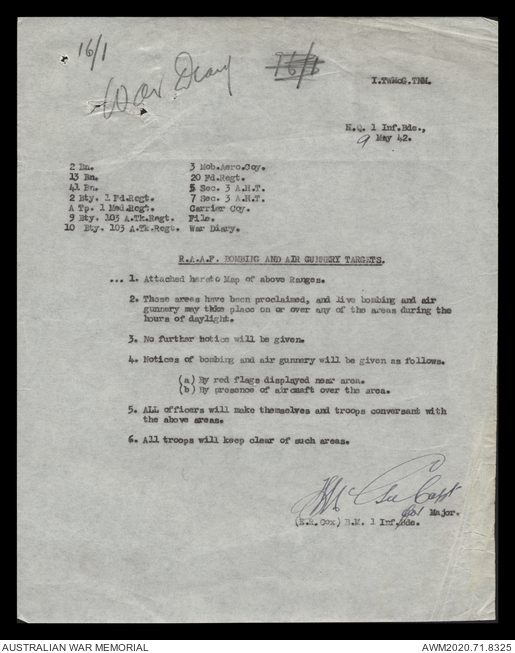 16/1
War Diary
16/6
I.TWMcG.THM.
H.Q. 1 Inf.Bde.,
9 May 42.
2 Bn. 3 Mob.Aero.Coy.
13 Bn. 20 Fd.Regt.
41 Bn. 5 Sec. 3 A.H.T.
2 Bty. 1 Fd.Regt. 7 Sec. 3 A.H.T.
A Tp. 1 Med.Regt. Carrier Coy.
9 Bty. 103 A.Tk.Regt. File.
10 Bty. 103 A.Tk.Regt. War Diary.
R.A.A.F. BOMBING AND AIR GUNNERY TARGETS.
... 1. Attached hereto Map of above Ranges.
2. These areas have been proclaimed, and live bombing and air
gunnery may take place on or over any of the areas during the
hours of daylight.
3. No further notice will be given.
4. Notices of bombing and air gunnery will be given as follows.
(a) By red flags displayed near area.
(b) By presence of aircraft over the area.
5. ALL officers will make themselves and troops conversant with
the above areas.
6. All troops will keep clear of such areas.
Capt
for Major.
(N.R. Cox) B.M. 1 Inf.Bde.
AUSTRALIAN WAR MEMORIAL
AWM2020.71.8325